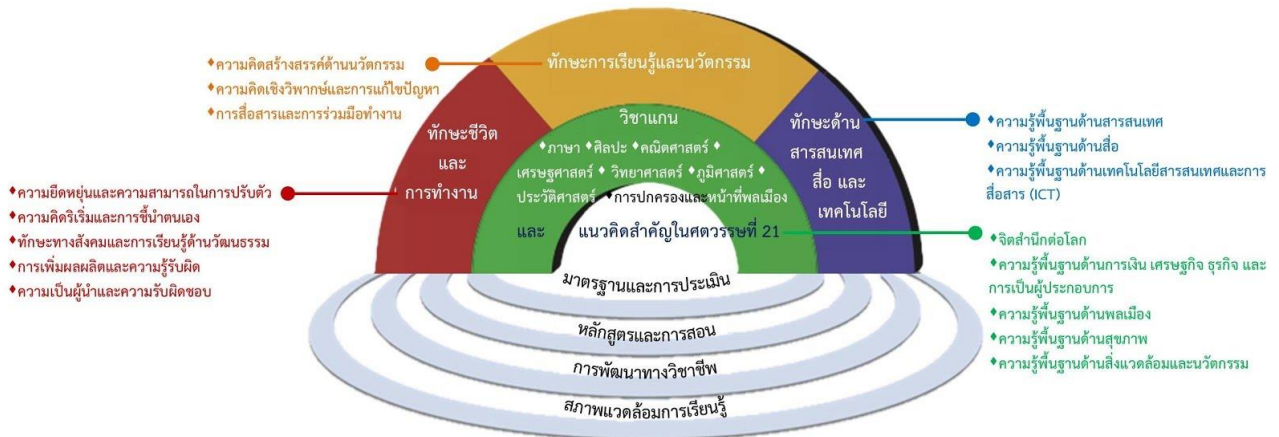 ทักษะการเรียนรู้และนวัตกรรม
♦ความคิดสร้างสรรค์ด้านนวัตกรรม
♦ความคิดเชิงวิพากษ์และการแก้ไขปัญหา
♦การสื่อสารและการร่วมมือทำงาน
ทักษะชีวิต
และ
การทำงาน
♦ความยืดหยุ่นและความสามารถในการปรับตัว
♦ความคิดริเริ่มและการชี้นำตนเอง
♦ทักษะทางสังคมและการเรียนรู้ด้านวัฒนธรรม
♦การเพิ่มผลผลิตและความรู้รับผิด
♦ความเป็นผู้นำและความรับผิดชอบ
วิชาแกน
♦ภาษา ♦ศิลปะ ♦คณิตศาสตร์ ♦
เศรษฐศาสตร์ ♦ วิทยาศาสตร์ ♦ภูมิศาสตร์ ♦
ประวัติศาสตร์ ♦การปกครองและหน้าที่พลเมือง
และ แนวคิดสำคัญในศตวรรษที่ 21
ทักษะด้าน
สารสนเทศ
สื่อ และ
เทคโนโลยี
♦ความรู้พื้นฐานด้านสารสนเทศ
♦ความรู้พื้นฐานด้านสื่อ
♦ความรู้พื้นฐานด้านเทคโนโลยีสารสนเทศและการ
สื่อสาร (ICT)
♦จิตสำนึกต่อโลก
♦ความรู้พื้นฐานด้านการเงิน เศรษฐกิจ ธุรกิจ และ
การเป็นผู้ประกอบการ
♦ความรู้พื้นฐานด้านพลเมือง
♦ความรู้พื้นฐานด้านสุขภาพ
♦ความรู้พื้นฐานด้านสิ่งแวดล้อมและนวัตกรรม
มาตรฐานและการประเมิน
หลักสูตรและการสอน
การพัฒนาทางวิชาชีพ
สภาพแวดล้อมการเรียนรู้